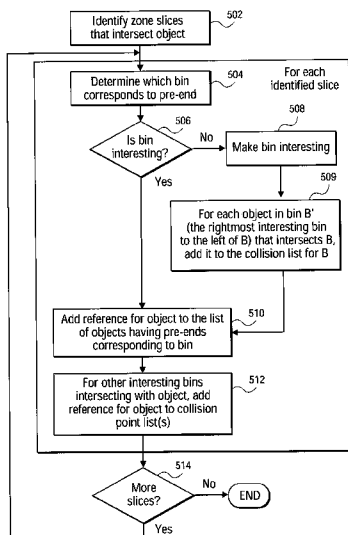 Identify zone slices
that intersect object
502
Determine which bin
corresponds to pre-end
504
For each
identified slice
506
Is bin
interesting?
No
508
Make bin interesting
Yes
509
For each object in bin B'
(the rightmost interesting bin
to the left of B) that intersects B,
add it to the collision list for B
Add reference for object to the list
of objects having pre-ends
corresponding to bin
510
For other interesting bins
intersecting with object, add
reference for object to collision
point list(s)
512
514
More
slices?
No
END
Yes